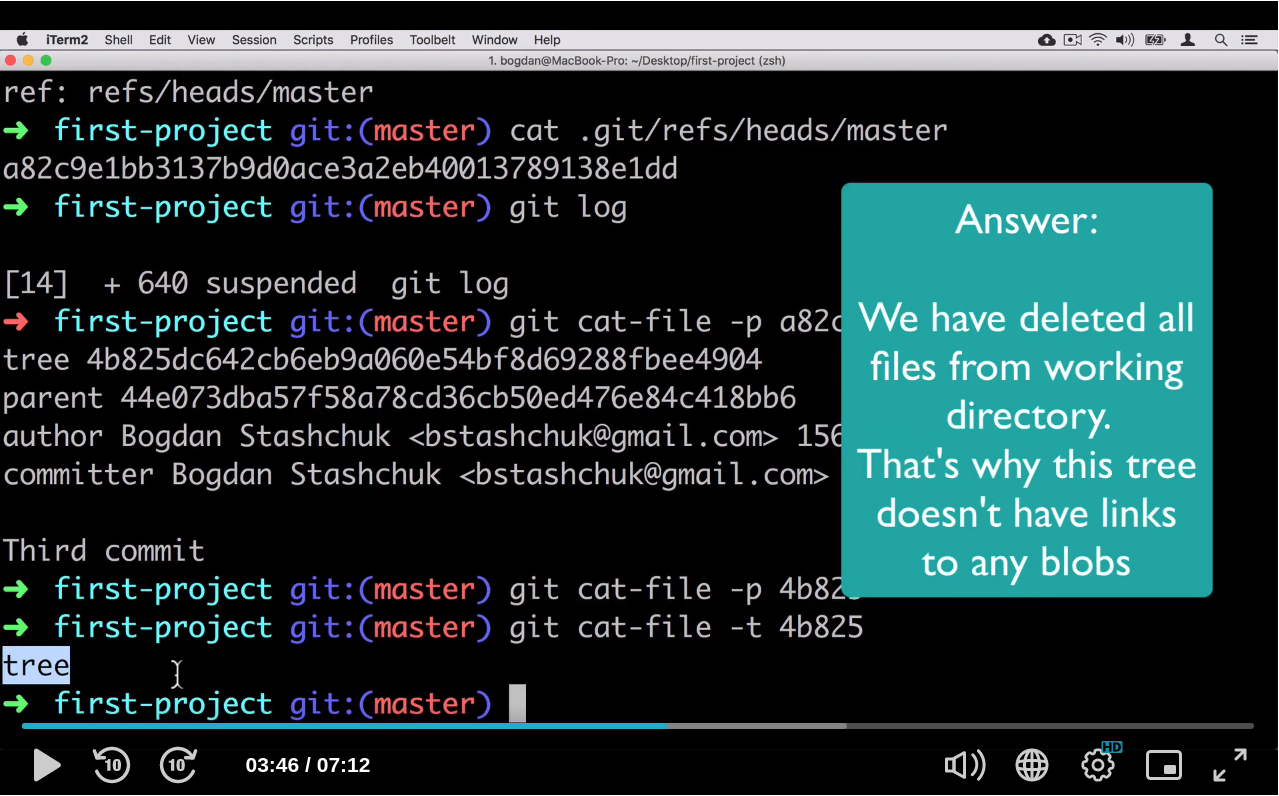 iTerm2 Shell Edit View Session Scripts Profiles Toolbelt Window Help
1. bogdan@MacBook-Pro: ~/Desktop/first-project (zsh)
ref: refs/heads/master
➜ first-project git:(master) cat .git/refs/heads/master
a82c9e1bb3137b9d0ace3a2eb40013789138e1dd
➜ first-project git:(master) git log
[14] + 640 suspended git log
➜ first-project git:(master) git cat-file -p a82c
tree 4b825dc642cb6eb9a060e54bf8d69288fbee4904
parent 44e073dba57f58a78cd36cb50ed476e84c418bb6
author Bogdan Stashchuk <bstashchuk@gmail.com> 156
committer Bogdan Stashchuk <bstashchuk@gmail.com>
Third commit
➜ first-project git:(master) git cat-file -p 4b825
➜ first-project git:(master) git cat-file -t 4b825
tree
➜ first-project git:(master)
Answer:
We have deleted all
files from working
directory.
That's why this tree
doesn't have links
to any blobs
10 10 03:46 / 07:12 HD